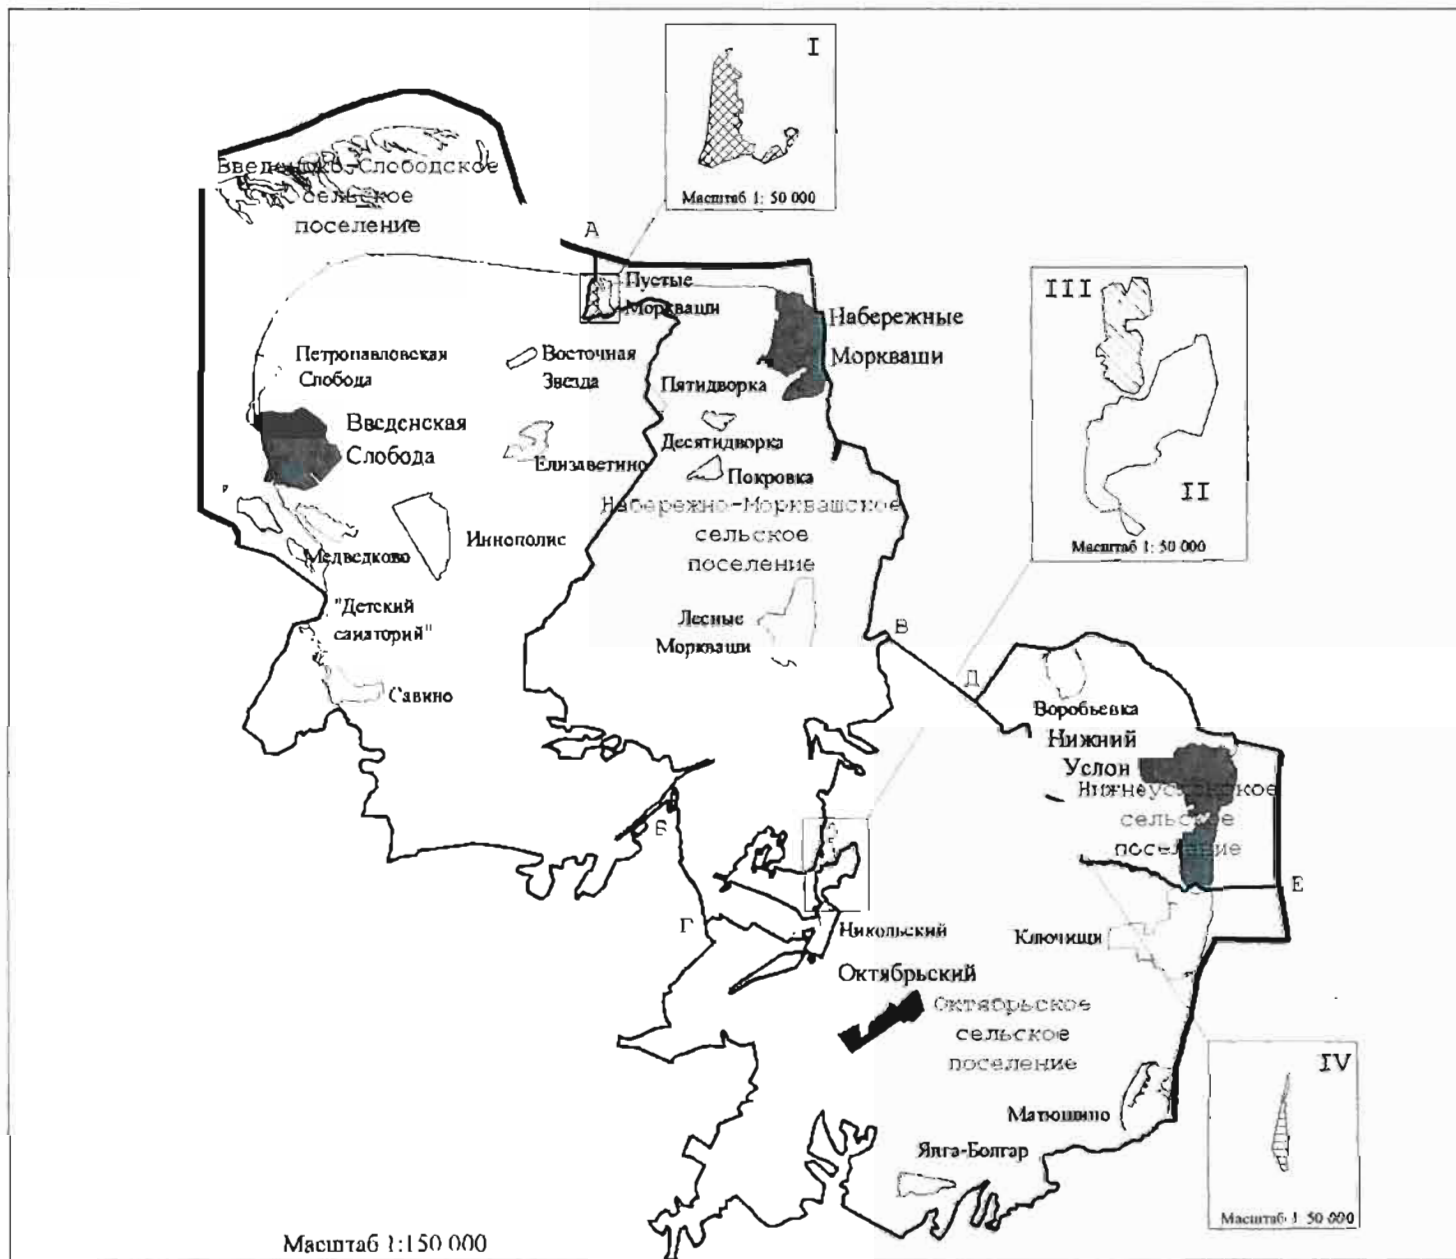 I
Масштаб 1: 50 000
Введенско-Слободское
сельское
поселение
А
Пустые
Моркваши
III
II
Масштаб 1: 50 000
Набережные
Моркваши
Петропавловская
Слобода
Восточная
Звезда
Пятидворка
Введенская
Слобода
Десятидворка
Елизаветино
Покровка
Набережно-Морквашское
сельское
поселение
Иннополис
Медведково
"Детский
санаторий"
Лесные
Моркваши
В
Д
Савино
Воробьевка
Нижний
Услон
Нижнеуслонское
сельское
поселение
Б
Е
Г
Никольский
Ключищи
Октябрьский
Октябрьское
сельское
поселение
IV
Матюшино
Ялга-Болгар
Масштаб 1 50 000
Масштаб 1:150 000